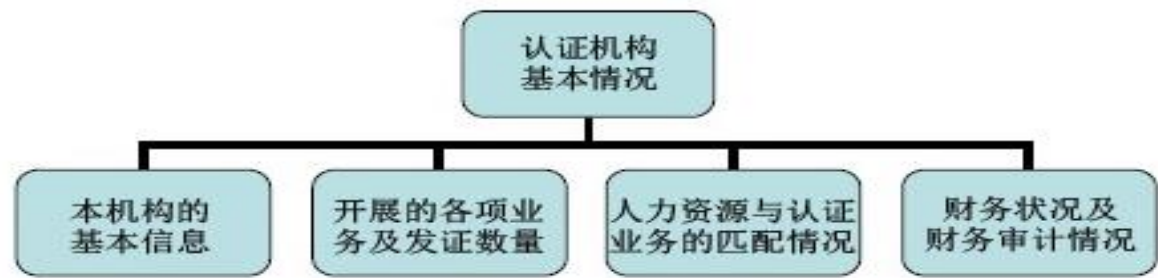 认证机构
基本情况
本机构的
基本信息
开展的各项业
务及发证数量
人力资源与认证
业务的匹配情况
财务状况及
财务审计情况